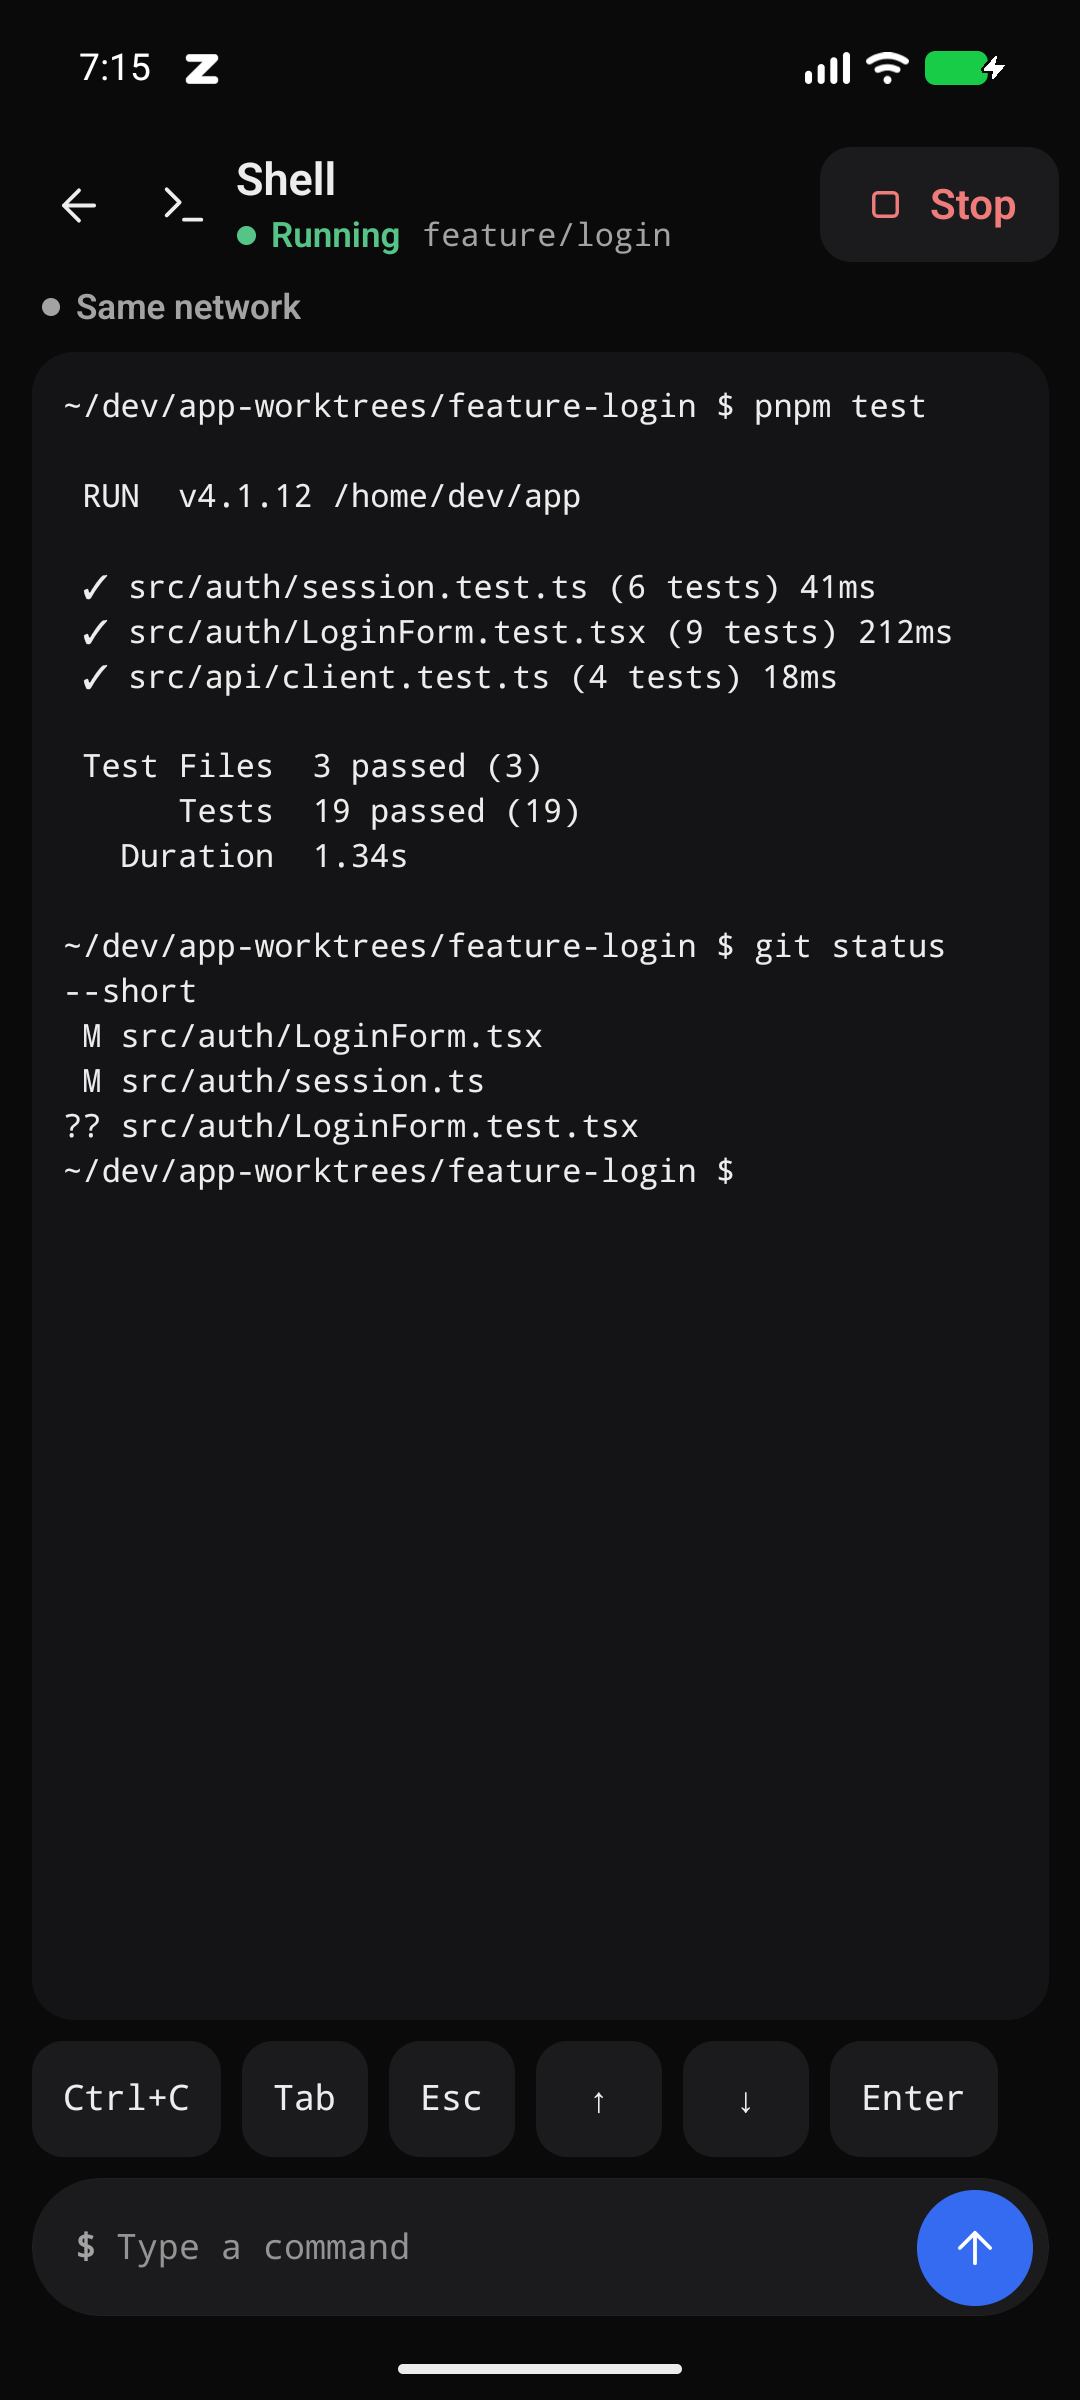 7:15
Shell
Stop
Running feature/login
Same network
~/dev/app-worktrees/feature-login $ pnpm test
RUN  v4.1.12 /home/dev/app
✓ src/auth/session.test.ts (6 tests) 41ms
✓ src/auth/LoginForm.test.tsx (9 tests) 212ms
✓ src/api/client.test.ts (4 tests) 18ms
Test Files  3 passed (3)
Tests  19 passed (19)
Duration  1.34s
~/dev/app-worktrees/feature-login $ git status
--short
M src/auth/LoginForm.tsx
M src/auth/session.ts
?? src/auth/LoginForm.test.tsx
~/dev/app-worktrees/feature-login $
Ctrl+C Tab Esc ↑ ↓ Enter
$ Type a command